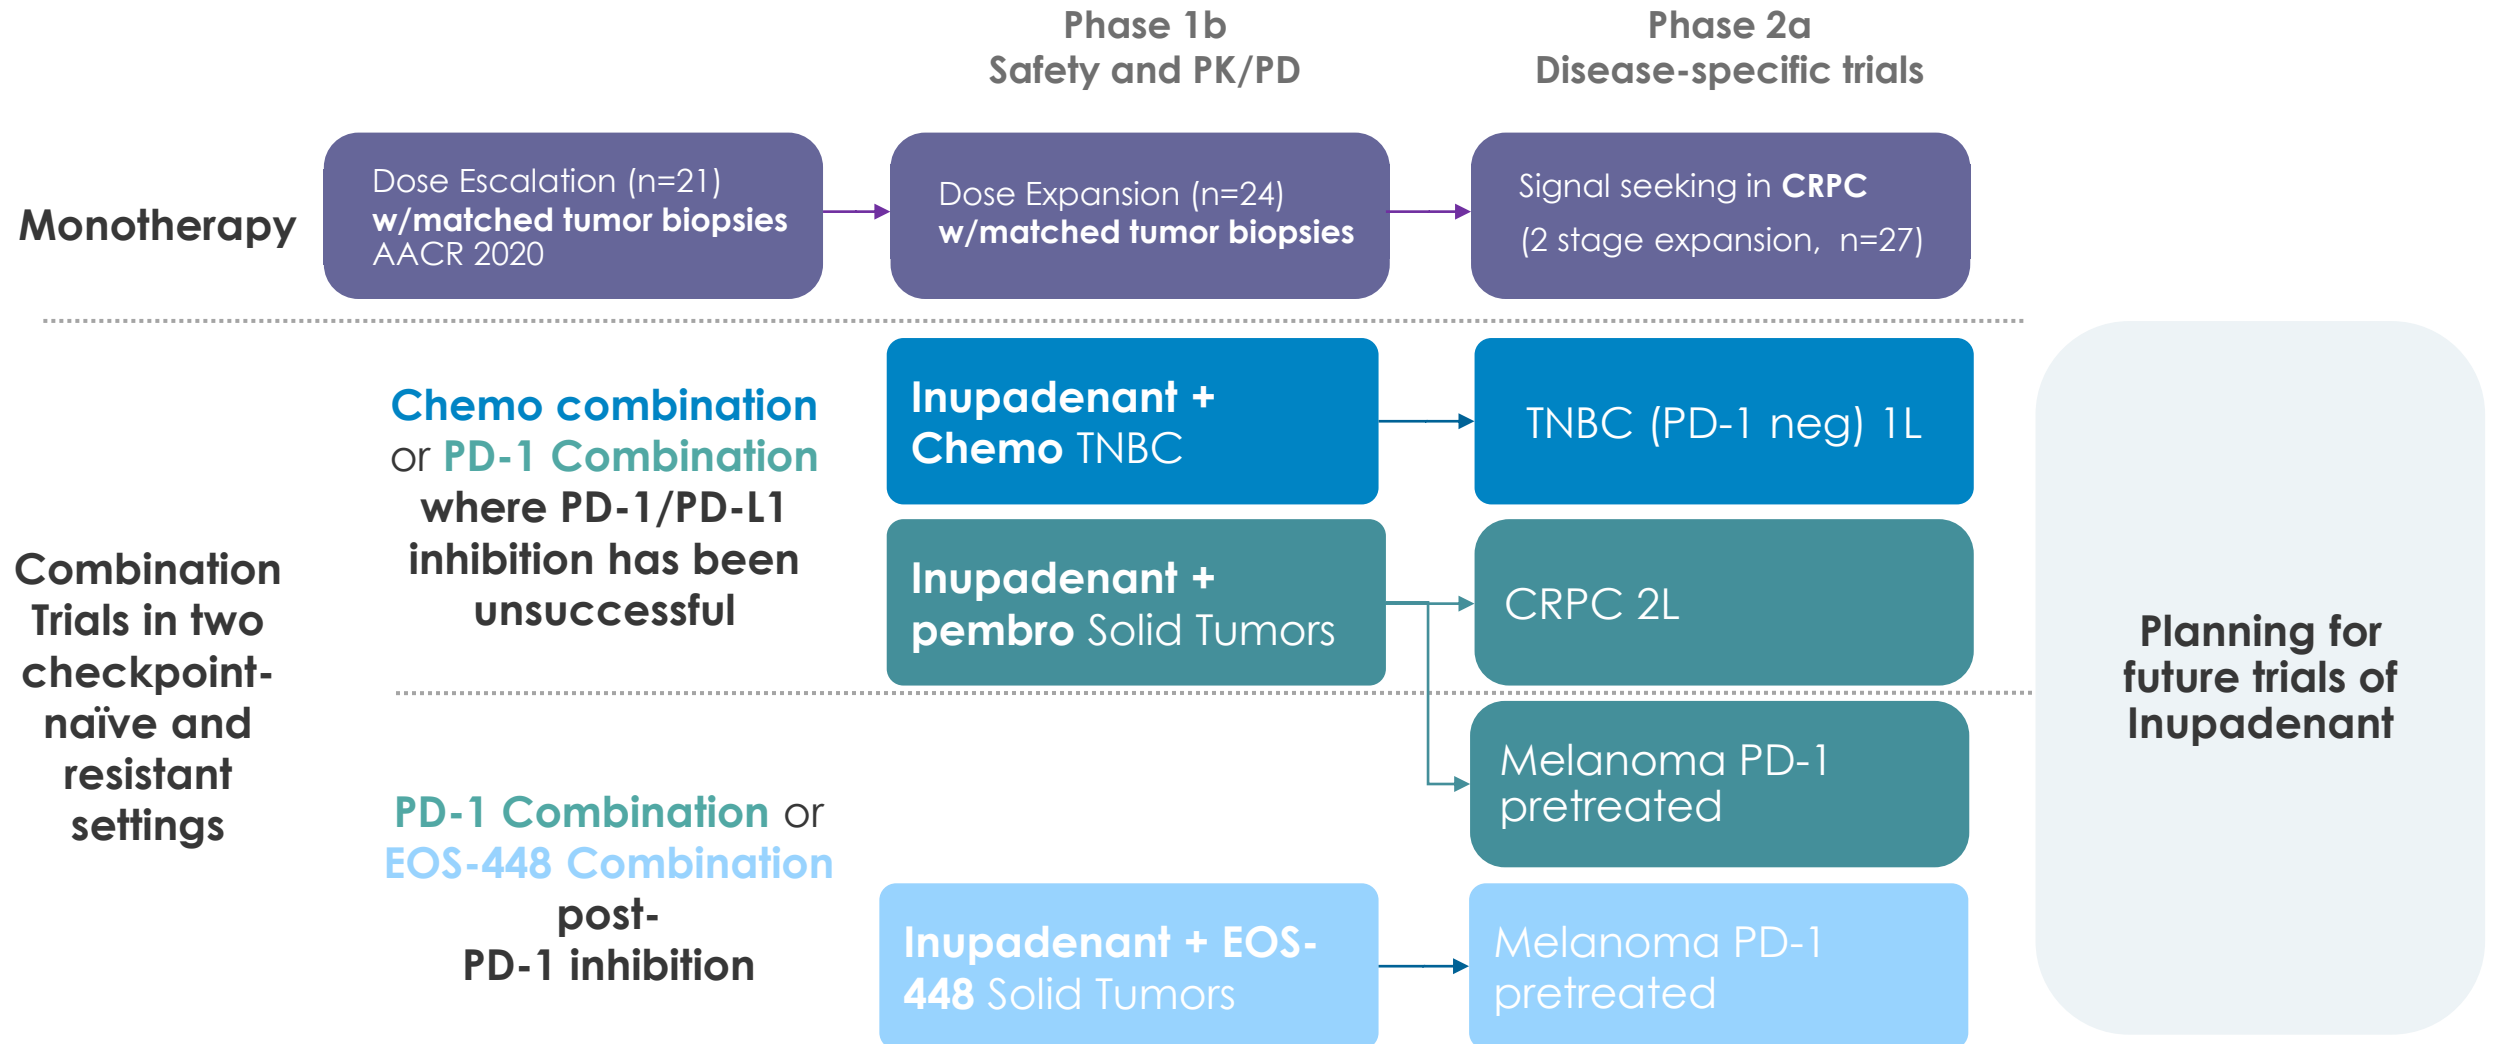 Phase 1b
Safety and PK/PD
Phase 2a
Disease-specific trials
Monotherapy
Dose Escalation (n=21)
w/matched tumor biopsies
AACR 2020
Dose Expansion (n=24)
w/matched tumor biopsies
Signal seeking in CRPC
(2 stage expansion, n=27)
Combination
Trials in two
checkpoint-
naïve and
resistant
settings
Chemo combination
or PD-1 Combination
where PD-1/PD-L1
inhibition has been
unsuccessful
Inupadenant +
Chemo TNBC
TNBC (PD-1 neg) 1L
Inupadenant +
pembro Solid Tumors
CRPC 2L
Melanoma PD-1
pretreated
PD-1 Combination or
EOS-448 Combination
post-
PD-1 inhibition
Inupadenant + EOS-
448 Solid Tumors
Melanoma PD-1
pretreated
Planning for
future trials of
Inupadenant